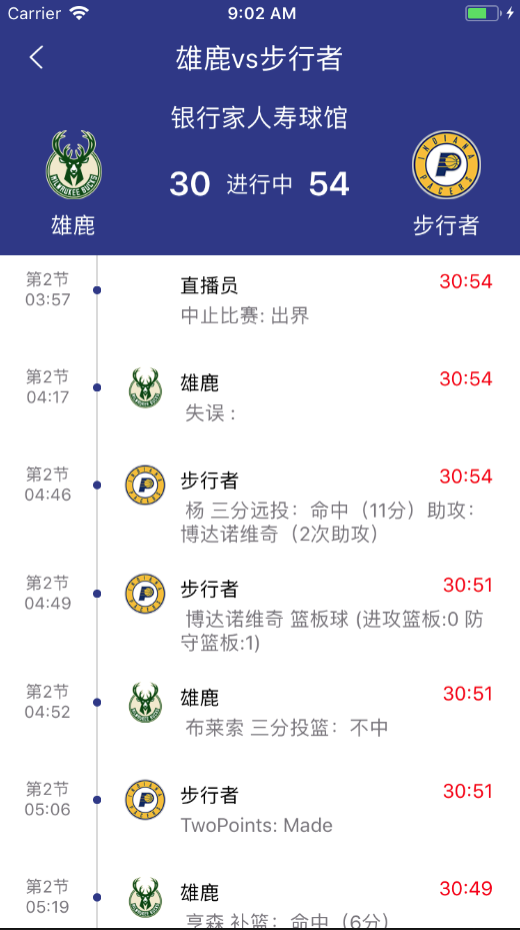 Carrier 9:02 AM
雄鹿vs步行者
银行家人寿球馆
30 进行中 54
MILWAUKEE BUCKS
INDIANA PACERS
雄鹿 步行者
第2节 直播员 30:54
03:57 中止比赛: 出界
第2节 雄鹿 30:54
04:17 失误 :
第2节 步行者 30:54
04:46 杨 三分远投：命中（11分）助攻：
博达诺维奇（2次助攻）
第2节 步行者 30:51
04:49 博达诺维奇 篮板球 (进攻篮板:0 防
守篮板:1)
第2节 雄鹿 30:51
04:52 布莱索 三分投篮：不中
第2节 步行者 30:51
05:06 TwoPoints: Made
第2节 雄鹿 30:49
05:19 亨森 补篮：命中（6分）